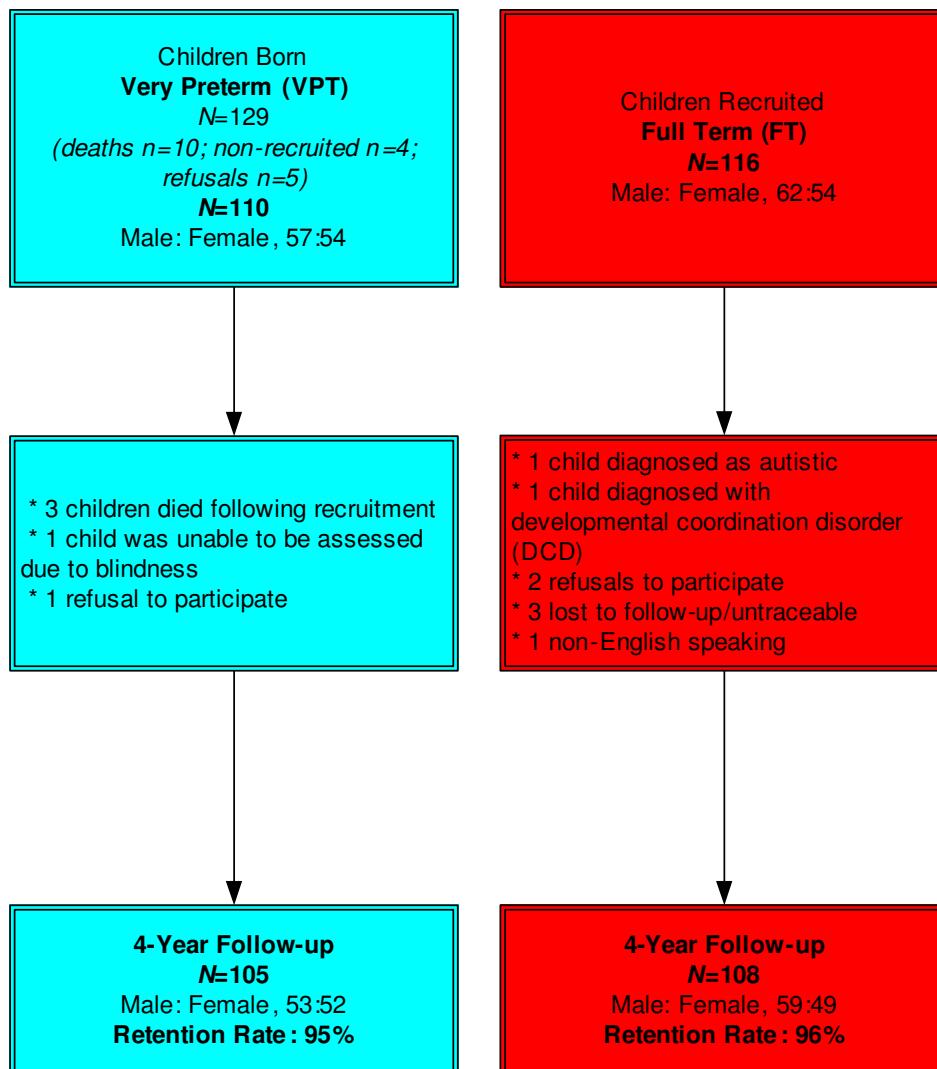 Children Born
Very Preterm (VPT)
N=129
(deaths n=10; non-recruited n=4;
refusals n=5)
N=110
Male: Female, 57:54
Children Recruited
Full Term (FT)
N=116
Male: Female, 62:54
* 3 children died following recruitment
* 1 child was unable to be assessed
due to blindness
* 1 refusal to participate
* 1 child diagnosed as autistic
* 1 child diagnosed with
developmental coordination disorder
(DCD)
* 2 refusals to participate
* 3 lost to follow-up/untraceable
* 1 non-English speaking
4-Year Follow-up
N=105
Male: Female, 53:52
Retention Rate: 95%
4-Year Follow-up
N=108
Male: Female, 59:49
Retention Rate: 96%